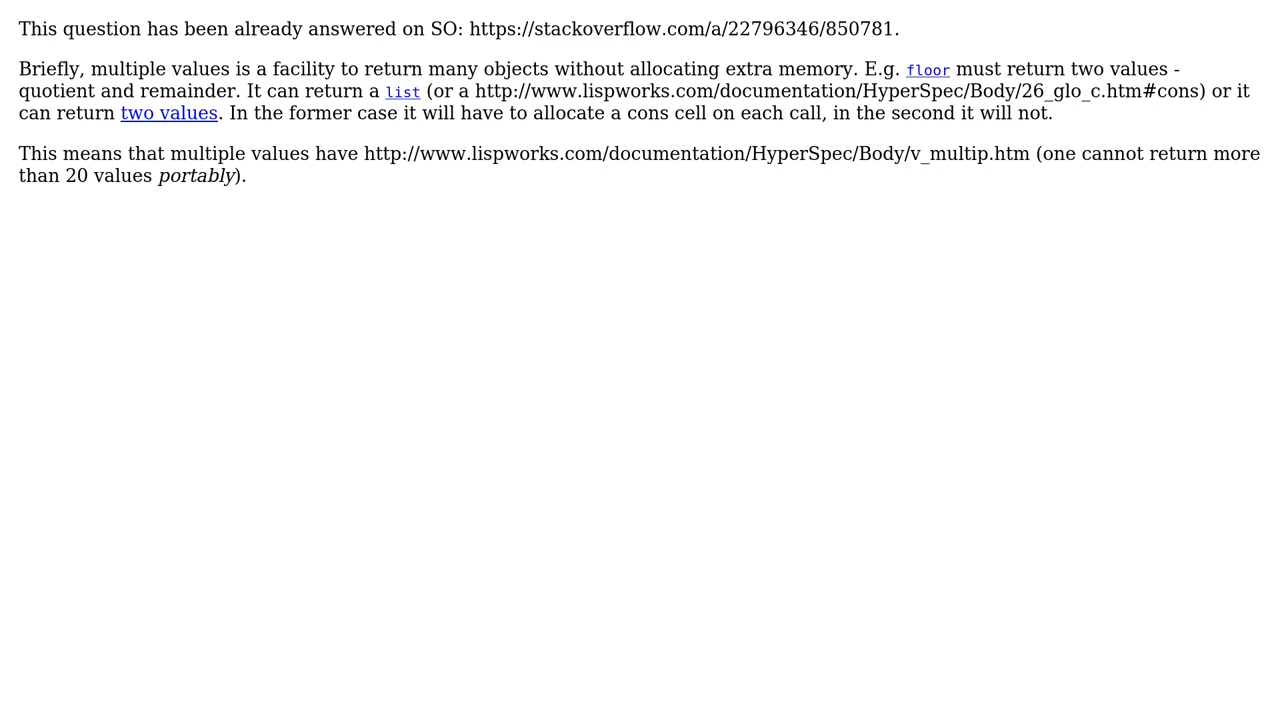 This question has been already answered on SO: https://stackoverflow.com/a/22796346/850781.
Briefly, multiple values is a facility to return many objects without allocating extra memory. E.g. floor must return two values -
quotient and remainder. It can return a list (or a http://www.lispworks.com/documentation/HyperSpec/Body/26_glo_c.htm#cons) or it
can return two values. In the former case it will have to allocate a cons cell on each call, in the second it will not.
This means that multiple values have http://www.lispworks.com/documentation/HyperSpec/Body/v_multip.htm (one cannot return more
than 20 values portably).